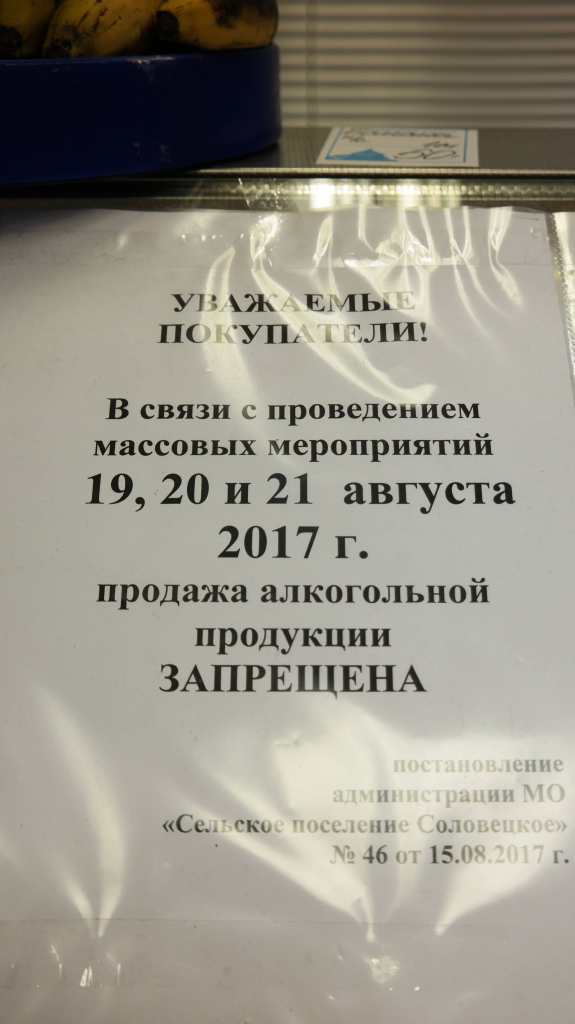 УВАЖАЕМЫЕ
ПОКУПАТЕЛИ!
В связи с проведением
массовых мероприятий
19, 20 и 21 августа
2017 г.
продажа алкогольной
продукции
ЗАПРЕЩЕНА
постановление
администрации МО
«Сельское поселение Соловецкое»
№ 46 от 15.08.2017 г.